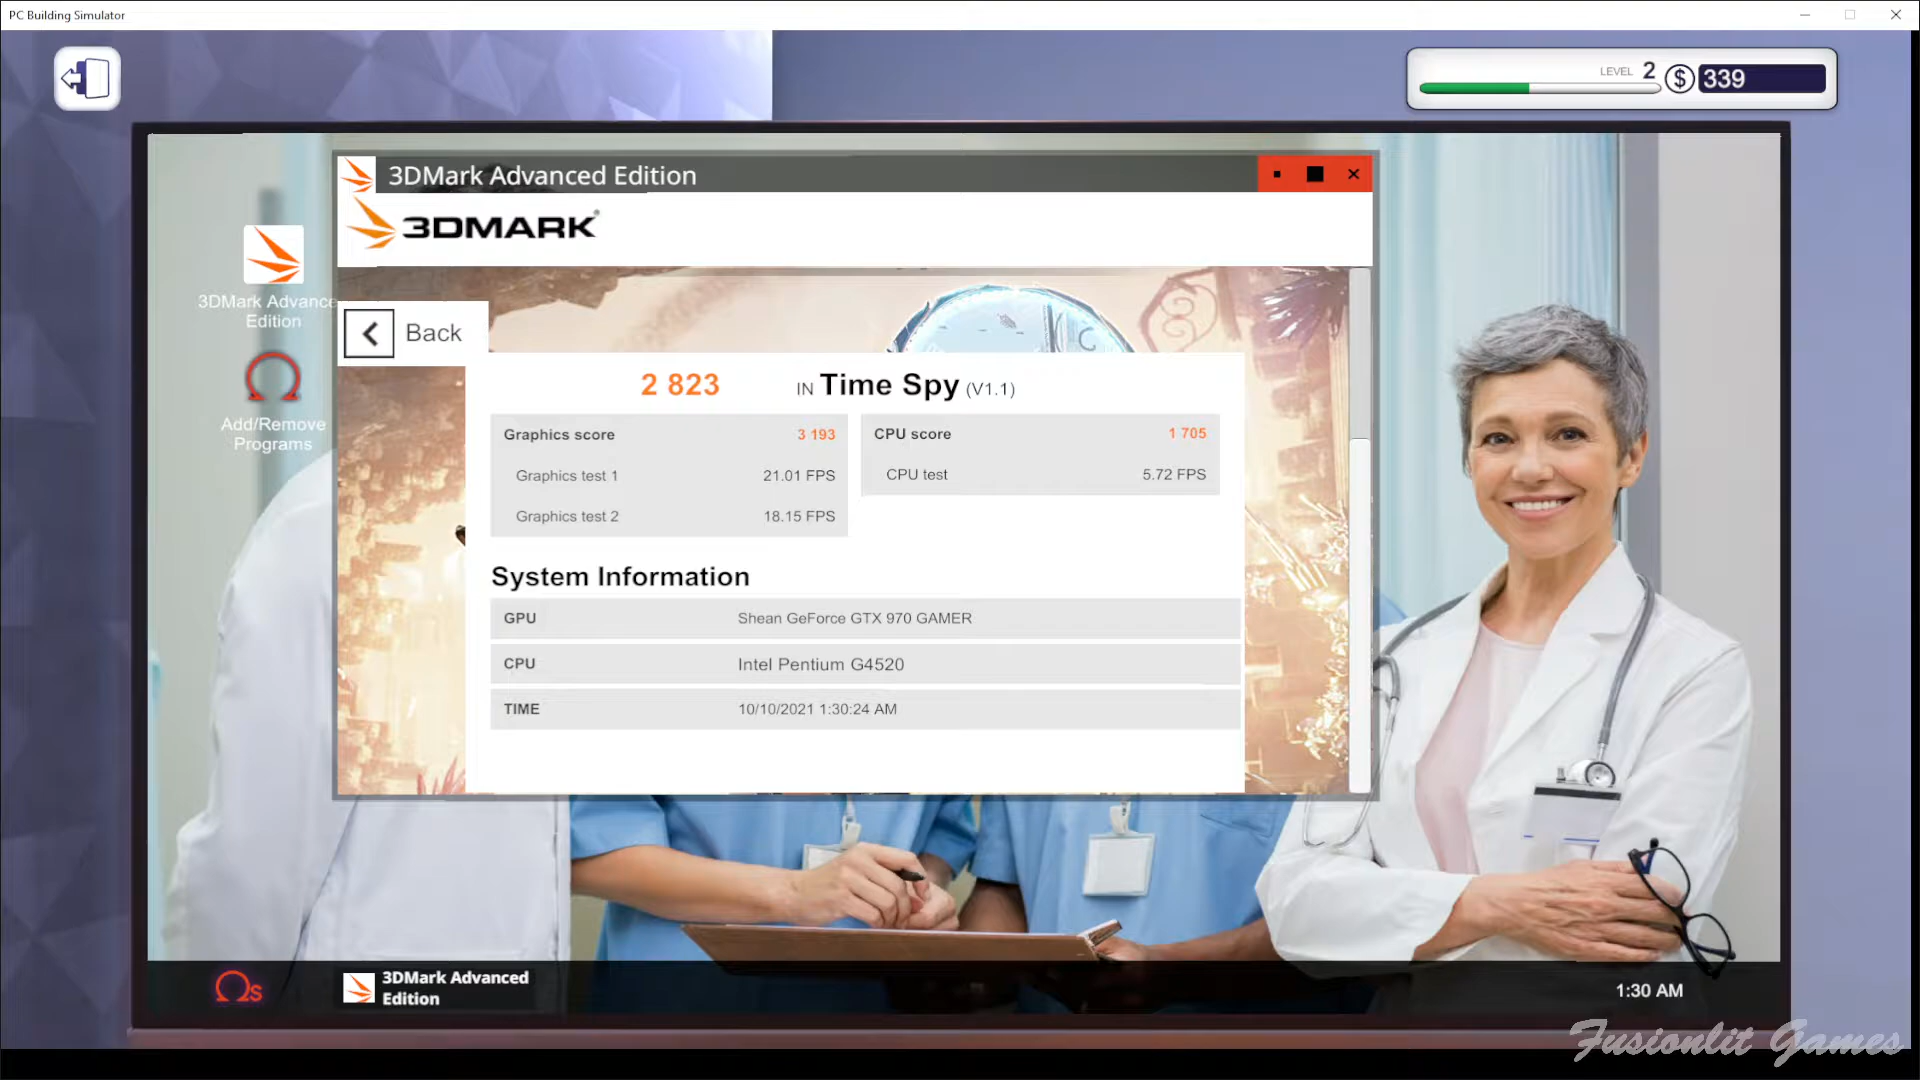 PC Building Simulator
LEVEL 2 $ 339
3DMark Advanced Edition
3DMARK
3DMark Advance
Edition
Back
Add/Remove
Programs
2 823 IN Time Spy (V1.1)
Graphics score 3 193
Graphics test 1 21.01 FPS
Graphics test 2 18.15 FPS
CPU score 1 705
CPU test 5.72 FPS
System Information
GPU Shean GeForce GTX 970 GAMER
CPU Intel Pentium G4520
TIME 10/10/2021 1:30:24 AM
Ωs
3DMark Advanced
Edition
1:30 AM
Fusionlit Games